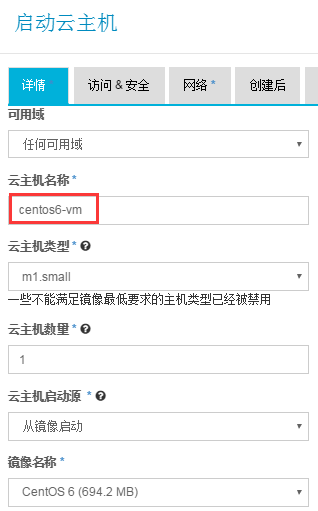 启动云主机
详情 访问 & 安全 网络 * 创建后
可用域
任何可用域
云主机名称 *
centos6-vm
云主机类型 *
m1.small
一些不能满足镜像最低要求的主机类型已经被禁用
云主机数量 *
1
云主机启动源 *
从镜像启动
镜像名称 *
CentOS 6 (694.2 MB)